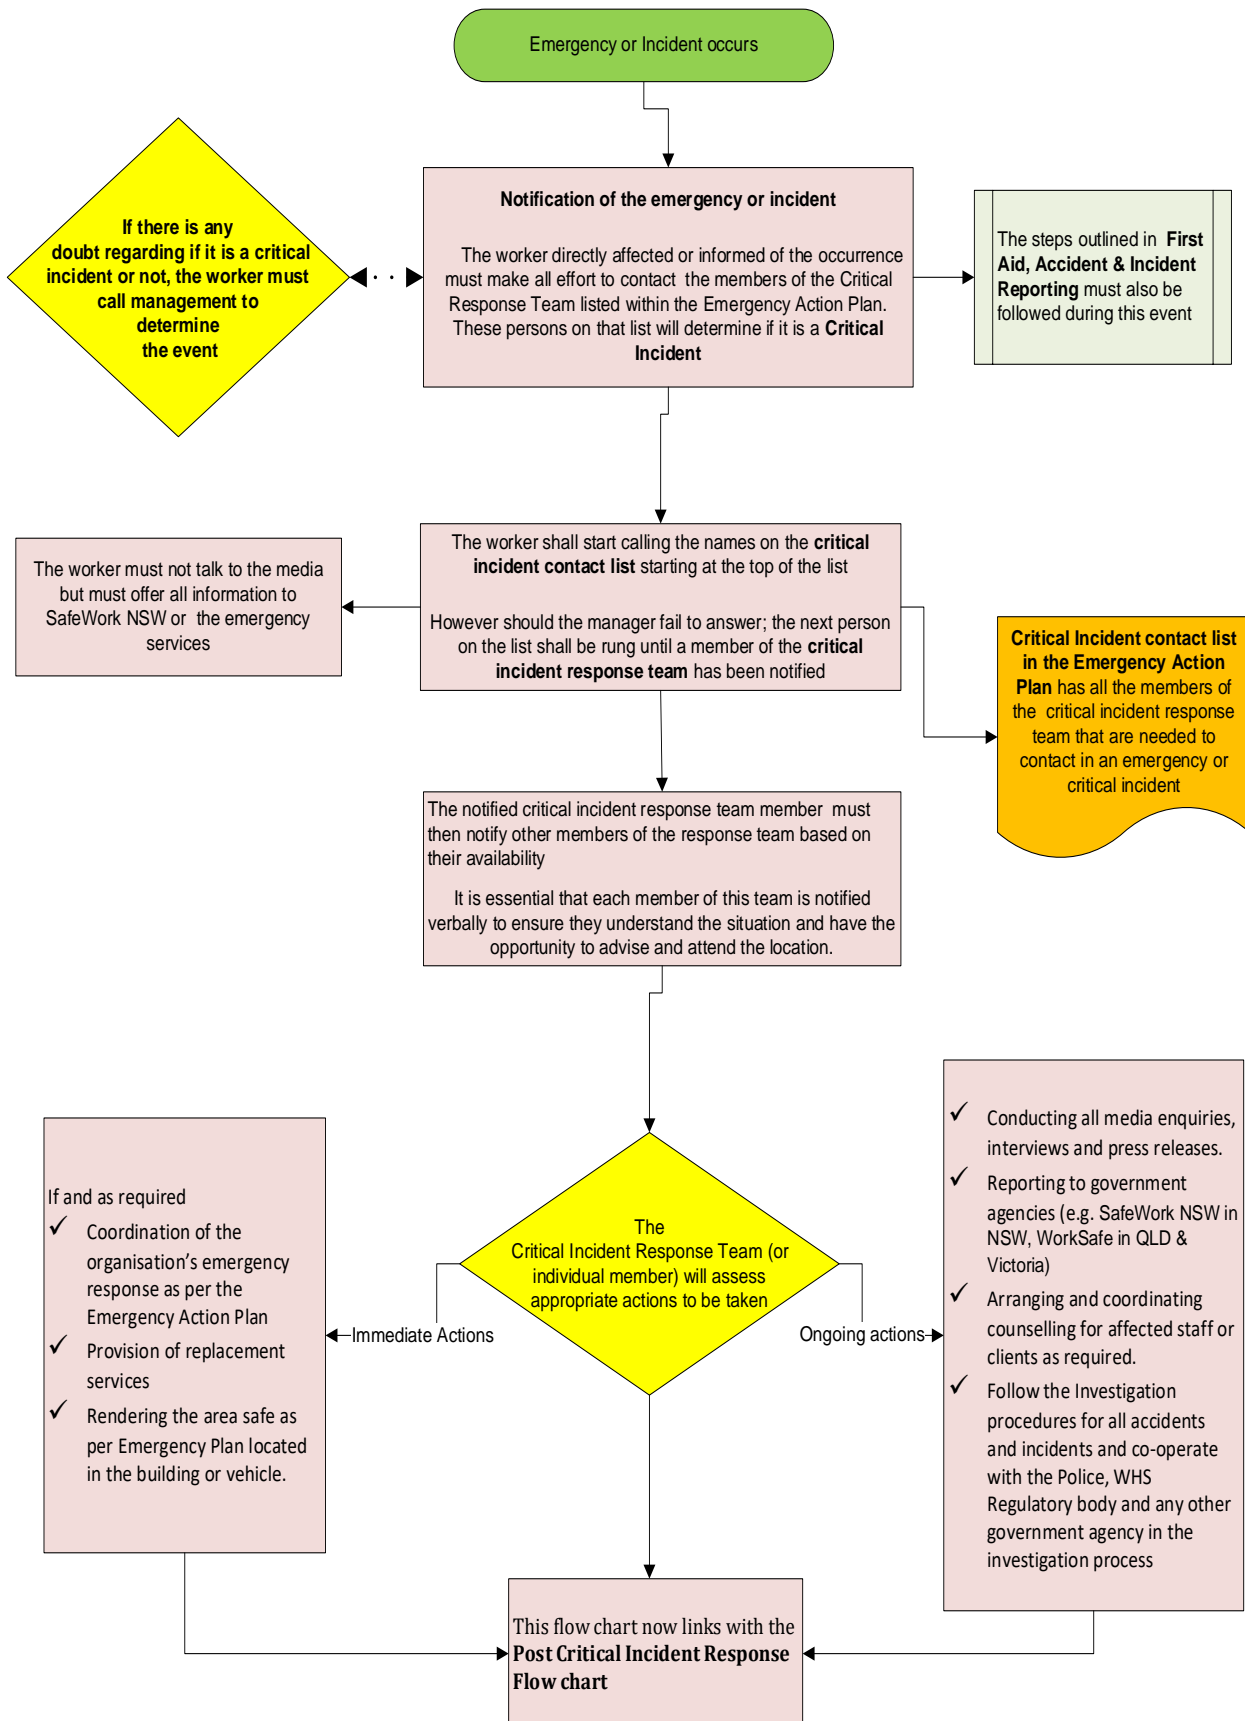 Emergency or Incident occurs
If there is any
doubt regarding if it is a critical
incident or not, the worker must
call management to
determine
the event
Notification of the emergency or incident
The worker directly affected or informed of the occurrence
must make all effort to contact the members of the Critical
Response Team listed within the Emergency Action Plan.
These persons on that list will determine if it is a Critical
Incident
The steps outlined in First
Aid, Accident & Incident
Reporting must also be
followed during this event
The worker must not talk to the media
but must offer all information to
SafeWork NSW or the emergency
services
The worker shall start calling the names on the critical
incident contact list starting at the top of the list
However should the manager fail to answer; the next person
on the list shall be rung until a member of the critical
incident response team has been notified
Critical Incident contact list
in the Emergency Action
Plan has all the members of
the critical incident response
team that are needed to
contact in an emergency or
critical incident
The notified critical incident response team member must
then notify other members of the response team based on
their availability
It is essential that each member of this team is notified
verbally to ensure they understand the situation and have the
opportunity to advise and attend the location.
The
Critical Incident Response Team (or
individual member) will assess
appropriate actions to be taken
Immediate Actions
Ongoing actions
If and as required
✓ Coordination of the
organisation’s emergency
response as per the
Emergency Action Plan
✓ Provision of replacement
services
✓ Rendering the area safe as
per Emergency Plan located
in the building or vehicle.
✓ Conducting all media enquiries,
interviews and press releases.
✓ Reporting to government
agencies (e.g. SafeWork NSW in
NSW, WorkSafe in QLD &
Victoria)
✓ Arranging and coordinating
counselling for affected staff or
clients as required.
✓ Follow the Investigation
procedures for all accidents
and incidents and co-operate
with the Police, WHS
Regulatory body and any other
government agency in the
investigation process
This flow chart now links with the
Post Critical Incident Response
Flow chart